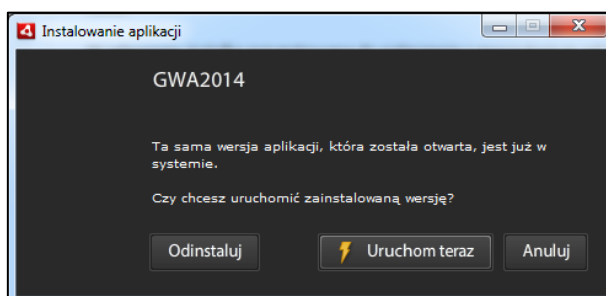 Instalowanie aplikacji
GWA2014
Ta sama wersja aplikacji, która została otwarta, jest już w
systemie.
Czy chcesz uruchomić zainstalowaną wersję?
Odinstaluj Uruchom teraz Anuluj